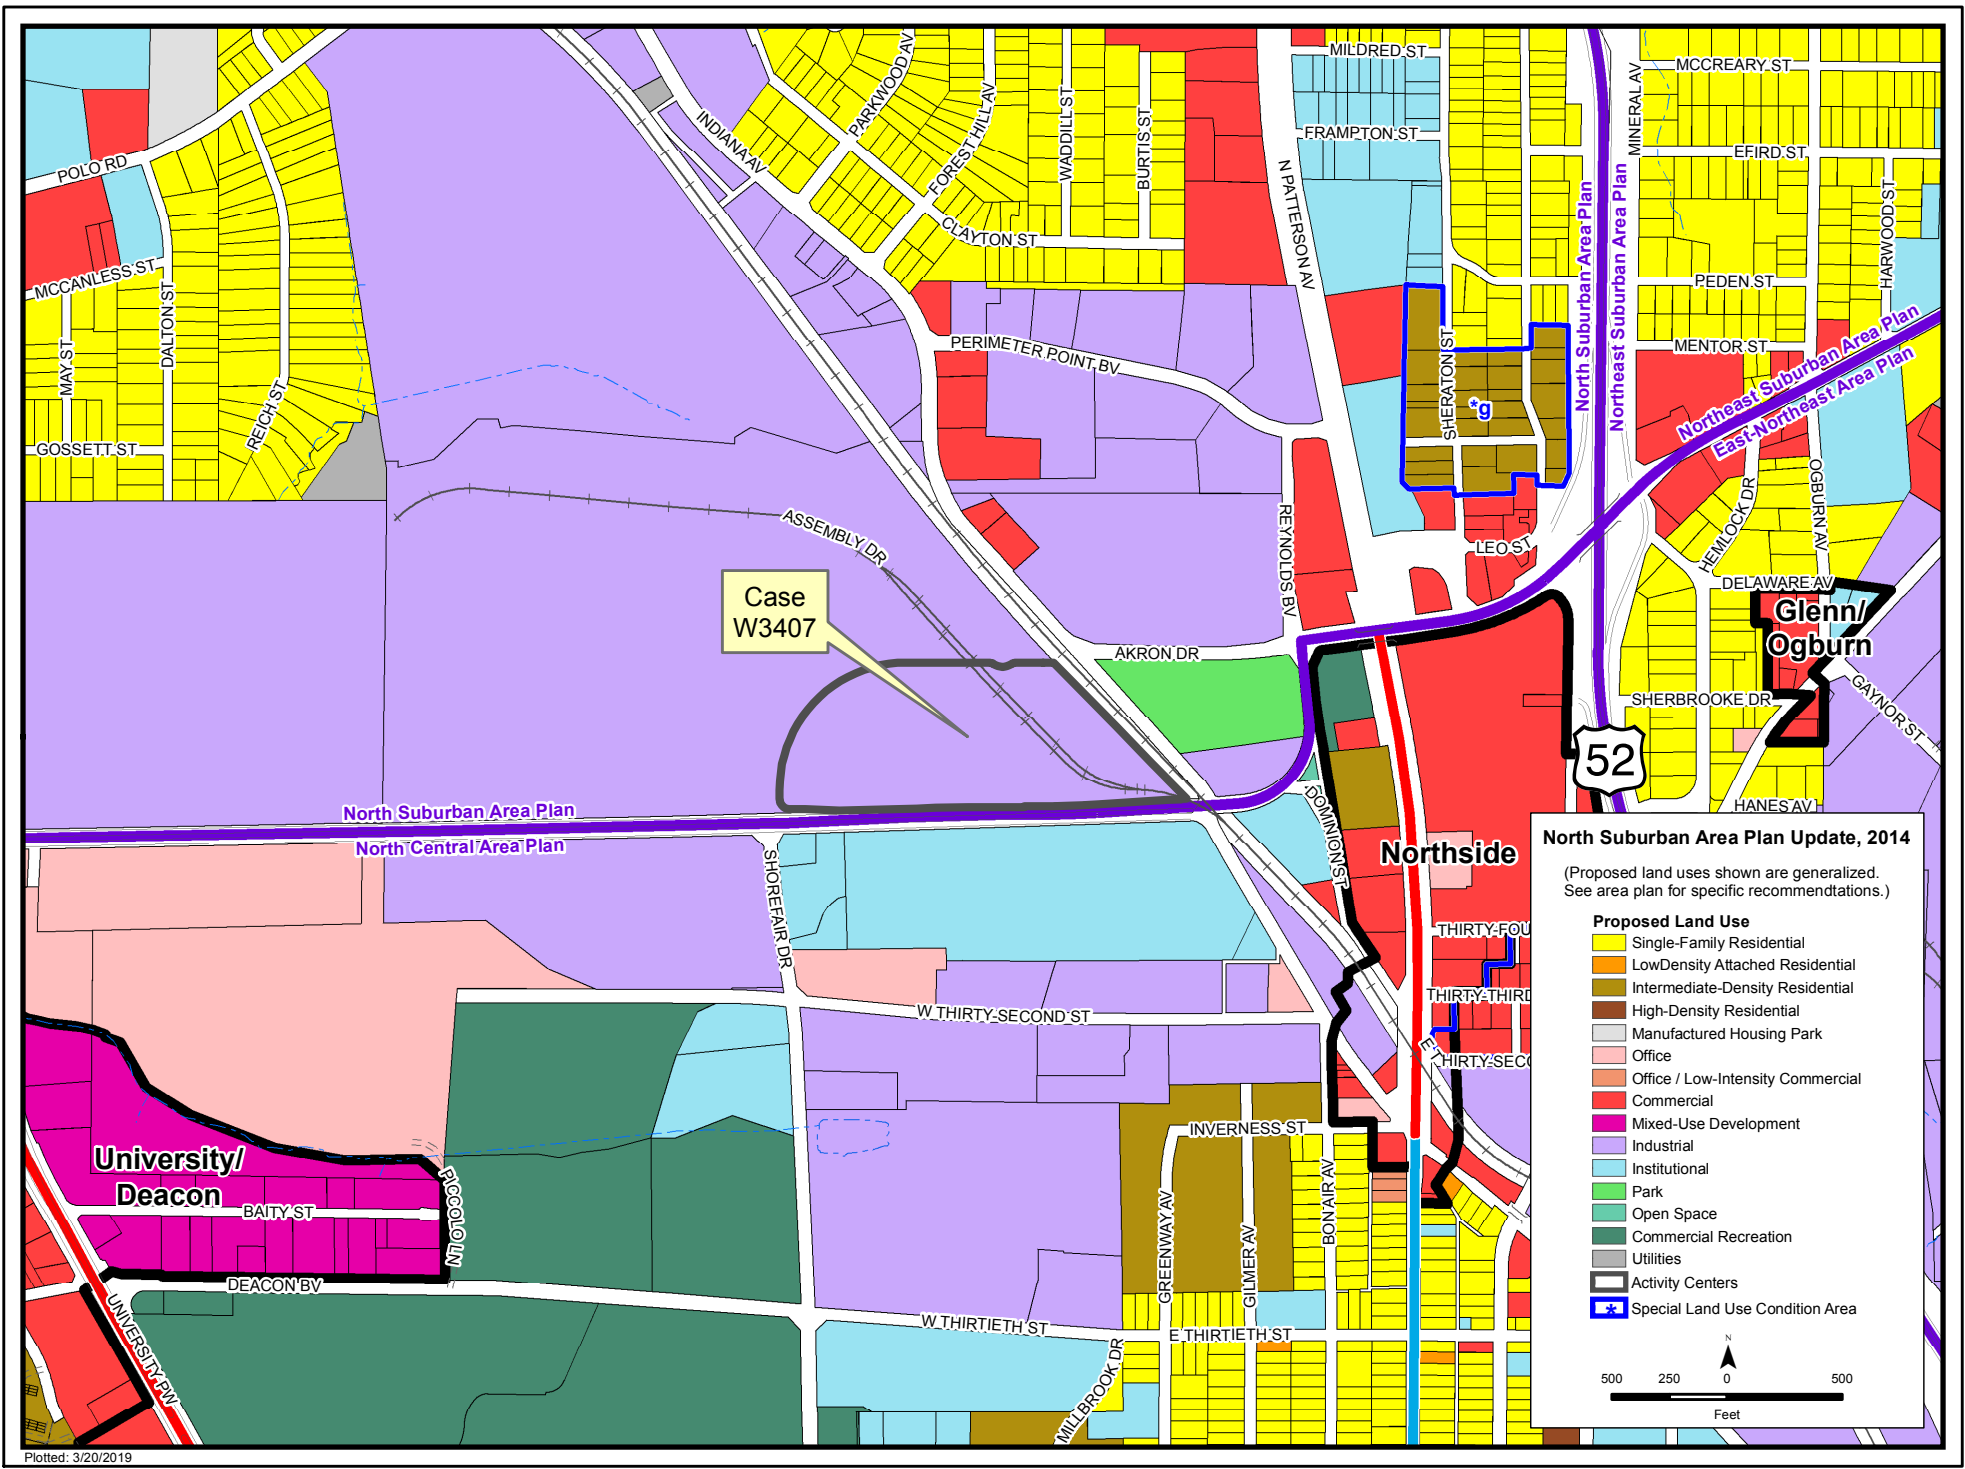 MILDRED ST
MCCREARY ST
PARKWOOD AV
FOREST HILL AV
WADDILL ST
BURTIS ST
MINERAL AV
INDIANA AV
FRAMPTON ST
EFIRD ST
POLO RD
N PATTERSON AV
HARWOOD ST
CLAYTON ST
North Suburban Area Plan
Northeast Suburban Area Plan
MCCANLESS ST
DALTON ST
MAY ST
REICH ST
GOSSETT ST
PEDEN ST
PERIMETER POINT BV
SHERATON ST
*g
MENTOR ST
Northeast Suburban Area Plan
East-Northeast Area Plan
ASSEMBLY DR
REYNOLDS BV
LEO ST
HEMLOCK DR
OGBURN AV
DELAWARE AV
Case
W3407
Glenn/
Ogburn
AKRON DR
SHERBROOKE DR
GAYNOR ST
52
HANES AV
North Suburban Area Plan
North Central Area Plan
SHOREFAIR DR
DOMINION ST
Northside
THIRTY-FOU
THIRTY-THIRD
E T
THIRTY-SECO
W THIRTY-SECOND ST
INVERNESS ST
GREENWAY AV
GILMER AV
BON AIR AV
University/
Deacon
BAITY ST
PICCOLO LN
DEACON BV
UNIVERSITY PW
W THIRTIETH ST
E THIRTIETH ST
MILLBROOK DR
North Suburban Area Plan Update, 2014
(Proposed land uses shown are generalized.
See area plan for specific recommendtations.)
Proposed Land Use
Single-Family Residential
LowDensity Attached Residential
Intermediate-Density Residential
High-Density Residential
Manufactured Housing Park
Office
Office / Low-Intensity Commercial
Commercial
Mixed-Use Development
Industrial
Institutional
Park
Open Space
Commercial Recreation
Utilities
Activity Centers
* Special Land Use Condition Area
N
500 250 0 500
Feet
Plotted: 3/20/2019